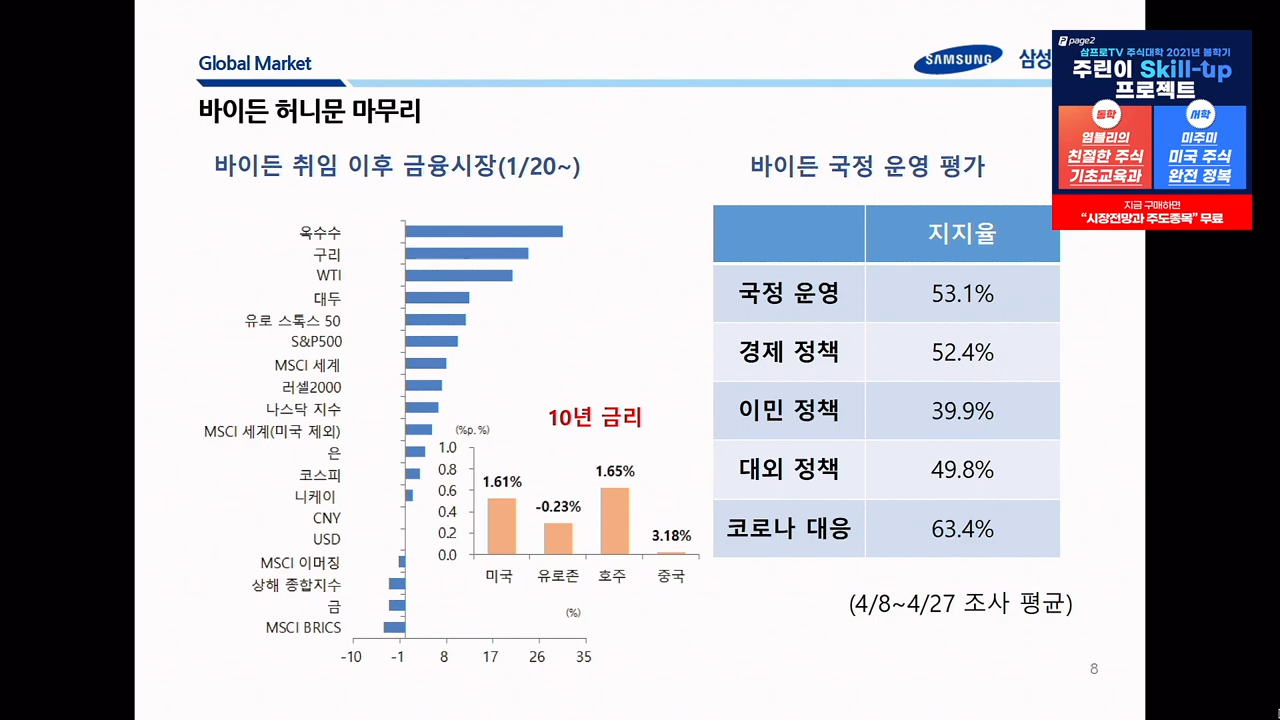 Global Market
SAMSUNG 삼성
바이든 허니문 마무리
바이든 취임 이후 금융시장(1/20~)
옥수수
구리
WTI
대두
유로 스톡스 50
S&P500
MSCI 세계
러셀2000
나스닥 지수
MSCI 세계(미국 제외)
은
코스피
니케이
CNY
USD
MSCI 이머징
상해 종합지수
금
MSCI BRICS
-10 -1 8 17 26 35
(%)
10년 금리
(%p, %)
1.0
0.8
0.6
0.4
0.2
0.0
1.61%
-0.23%
1.65%
3.18%
미국 유로존 호주 중국
바이든 국정 운영 평가
지지율
국정 운영 53.1%
경제 정책 52.4%
이민 정책 39.9%
대외 정책 49.8%
코로나 대응 63.4%
(4/8~4/27 조사 평균)
8
page2
삼프로TV 주식대학 2021년 봄학기
주린이 Skill-up
프로젝트
동학
염블리의
친절한 주식
기초교육과
서학
미주미
미국 주식
완전 정복
지금 구매하면
"시장전망과 주도종목" 무료